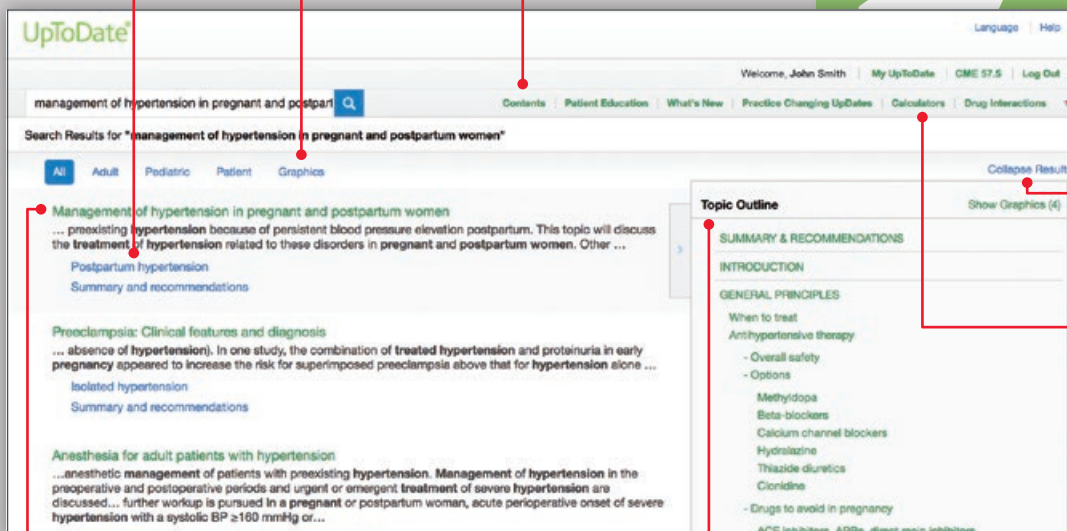 UpToDate®
Language | Help
Welcome, John Smith | My UpToDate | CME 57.5 | Log Out
management of hypertension in pregnant and postpart
Contents | Patient Education | What's New | Practice Changing UpDates | Calculators | Drug Interactions
Search Results for "management of hypertension in pregnant and postpartum women"
All Adult Pediatric Patient Graphics
Collapse Result
Management of hypertension in pregnant and postpartum women
... preexisting hypertension because of persistent blood pressure elevation postpartum. This topic will discuss
the treatment of hypertension related to these disorders in pregnant and postpartum women. Other ...
Postpartum hypertension
Summary and recommendations
Preeclampsia: Clinical features and diagnosis
... absence of hypertension). In one study, the combination of treated hypertension and proteinuria in early
pregnancy appeared to increase the risk for superimposed preeclampsia above that for hypertension alone ...
Isolated hypertension
Summary and recommendations
Anesthesia for adult patients with hypertension
...anesthetic management of patients with preexisting hypertension. Management of hypertension in the
preoperative and postoperative periods and urgent or emergent treatment of severe hypertension are
discussed... further workup is pursued in a pregnant or postpartum woman, acute perioperative onset of severe
hypertension with a systolic BP ≥160 mmHg or...
Topic Outline
Show Graphics (4)
SUMMARY & RECOMMENDATIONS
INTRODUCTION
GENERAL PRINCIPLES
When to treat
Antihypertensive therapy
- Overall safety
- Options
Methyldopa
Beta-blockers
Calcium channel blockers
Hydralazine
Thiazide diuretics
Clonidine
- Drugs to avoid in pregnancy
ACE inhibitors, ARBs, direct renin inhibitors